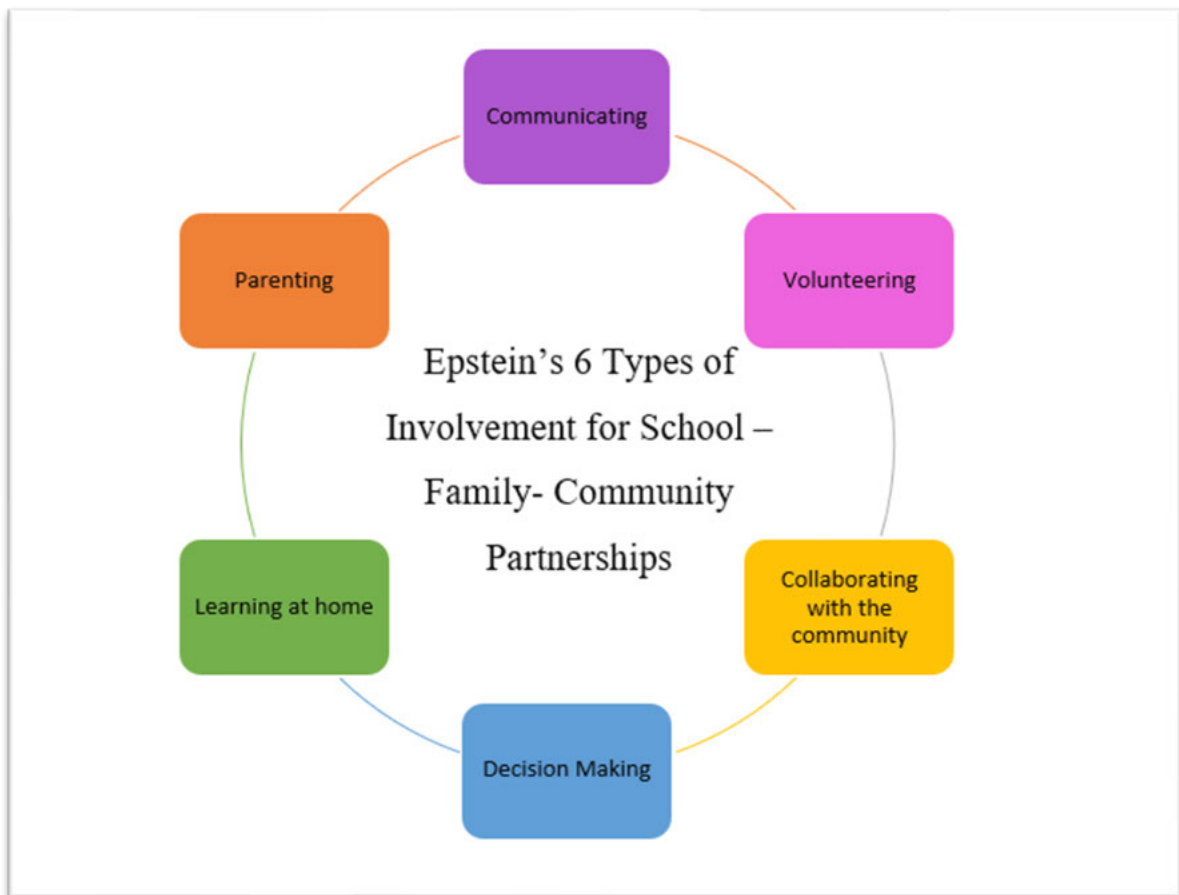 Communicating
Parenting
Volunteering
Epstein’s 6 Types of
Involvement for School –
Family- Community
Partnerships
Learning at home
Collaborating
with the
community
Decision Making